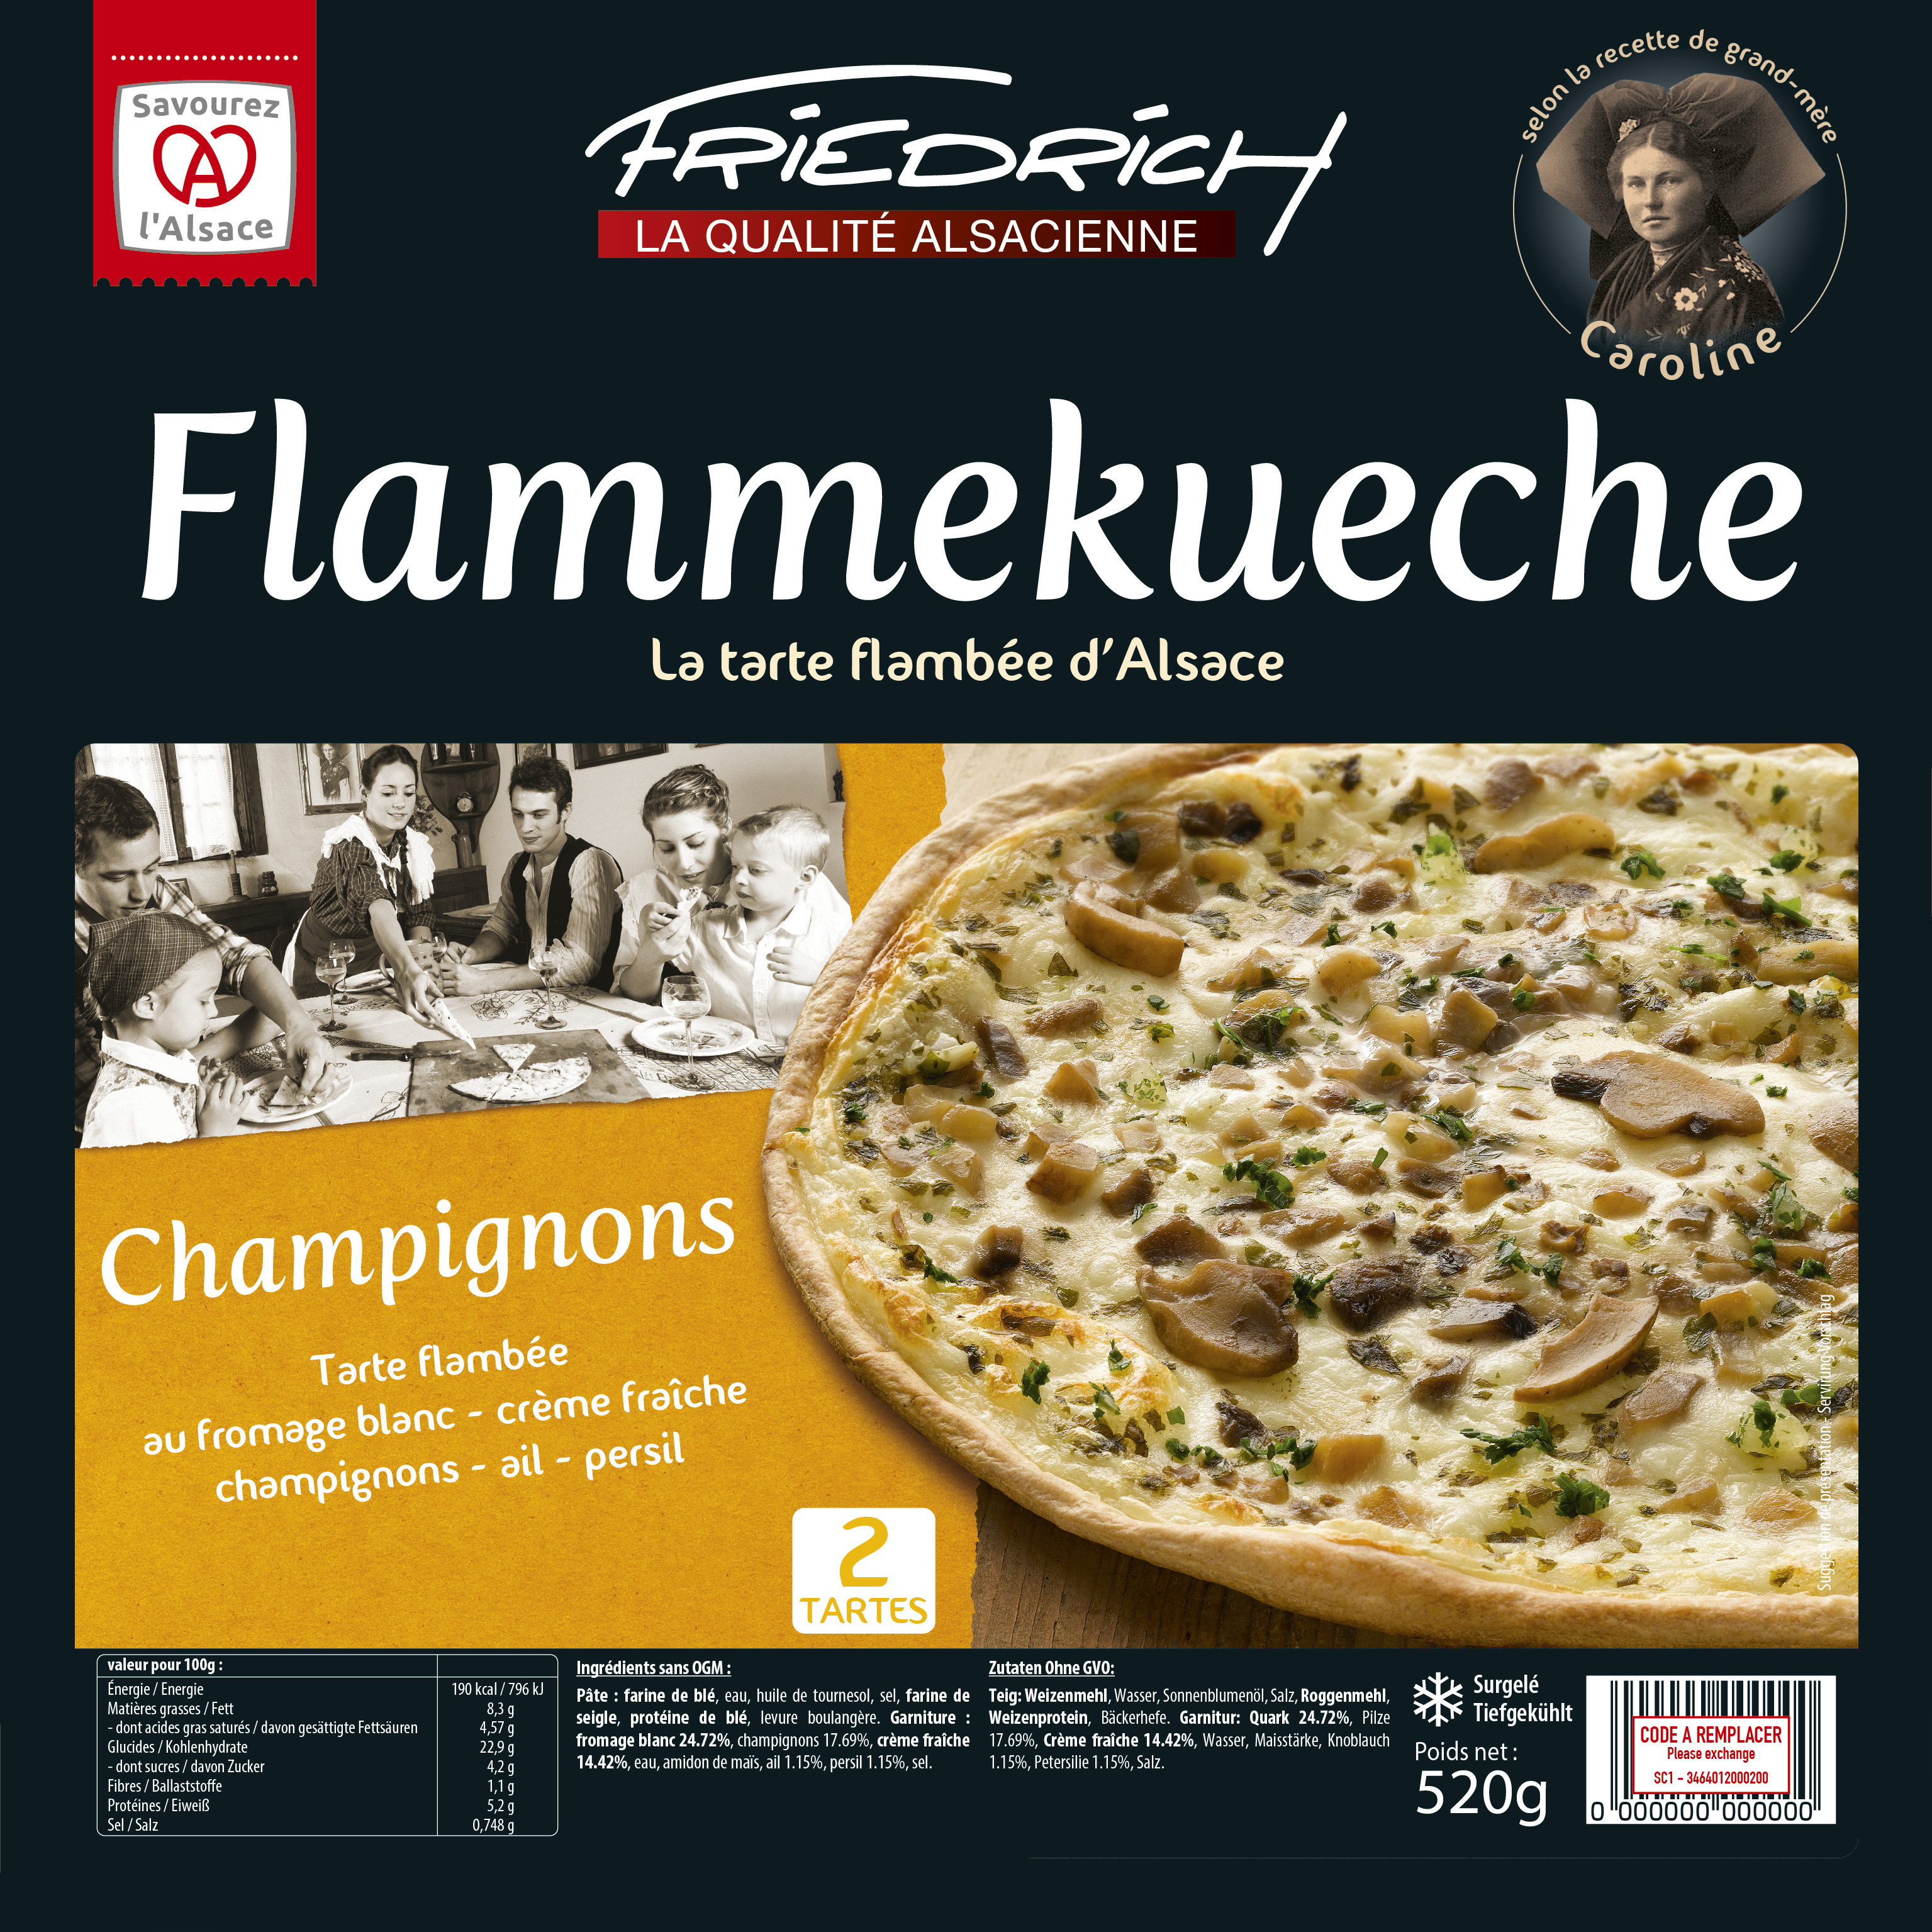 Savourez
A
l'Alsace
FRIEDRICH
LA QUALITÉ ALSACIENNE
selon la recette de grand-mère
Caroline
Flammekueche
La tarte flambée d'Alsace
Champignons
Tarte flambée
au fromage blanc - crème fraîche
champignons - ail - persil
2
TARTES
Suggestion de présentation - Servirungvorschlag
valeur pour 100g :
Énergie / Energie 190 kcal / 796 kJ
Matières grasses / Fett 8,3 g
- dont acides gras saturés / davon gesättigte Fettsäuren 4,57 g
Glucides / Kohlenhydrate 22,9 g
- dont sucres / davon Zucker 4,2 g
Fibres / Ballaststoffe 1,1 g
Protéines / Eiweiß 5,2 g
Sel / Salz 0,748 g
Ingrédients sans OGM :
Pâte : farine de blé, eau, huile de tournesol, sel, farine de
seigle, protéine de blé, levure boulangère. Garniture :
fromage blanc 24.72%, champignons 17.69%, crème fraîche
14.42%, eau, amidon de maïs, ail 1.15%, persil 1.15%, sel.
Zutaten Ohne GVO:
Teig: Weizenmehl, Wasser, Sonnenblumenöl, Salz, Roggenmehl,
Weizenprotein, Bäckerhefe. Garnitur: Quark 24.72%, Pilze
17.69%, Crème fraîche 14.42%, Wasser, Maisstärke, Knoblauch
1.15%, Petersilie 1.15%, Salz.
Surgelé
Tiefgekühlt
Poids net :
520g
CODE A REMPLACER
Please exchange
SC1 - 3464012000200
0 000000 000000